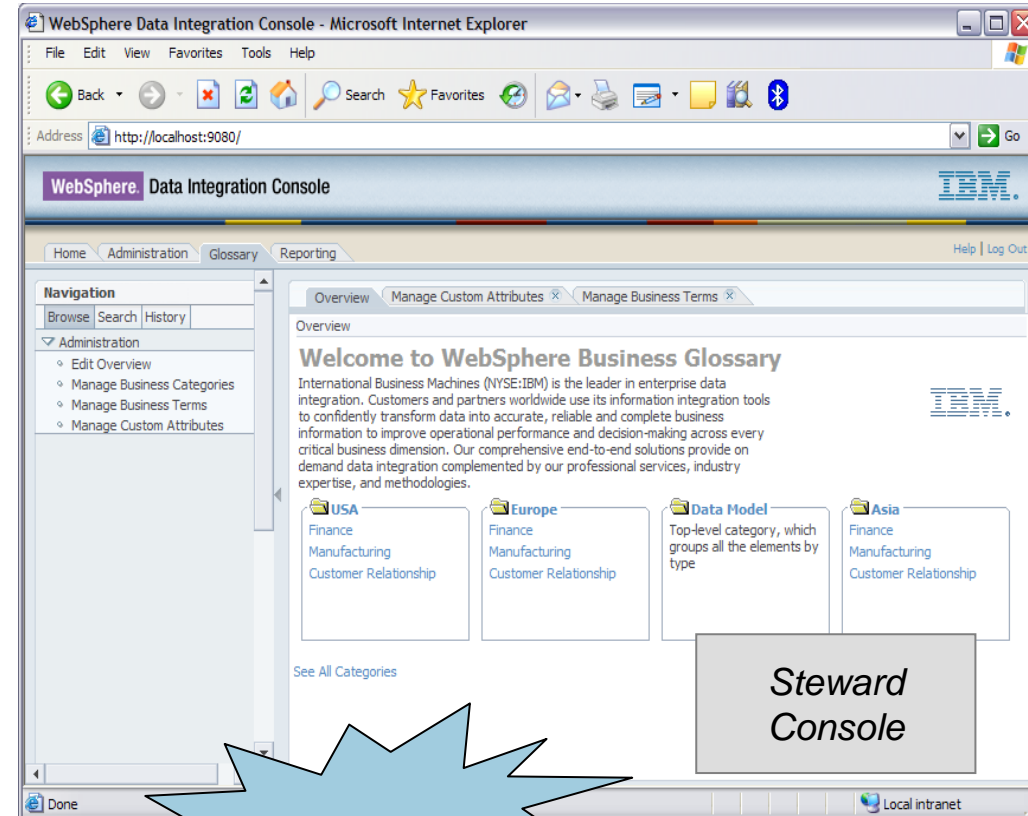 WebSphere Data Integration Console - Microsoft Internet Explorer
File Edit View Favorites Tools Help
Back Search Favorites
Address http://localhost:9080/ Go
WebSphere. Data Integration Console IBM.
Home Administration Glossary Reporting Help | Log Out
Navigation
Browse Search History
Administration
Edit Overview
Manage Business Categories
Manage Business Terms
Manage Custom Attributes
Overview Manage Custom Attributes Manage Business Terms
Overview
Welcome to WebSphere Business Glossary
International Business Machines (NYSE:IBM) is the leader in enterprise data
integration. Customers and partners worldwide use its information integration tools
to confidently transform data into accurate, reliable and complete business
information to improve operational performance and decision-making across every
critical business dimension. Our comprehensive end-to-end solutions provide on
demand data integration complemented by our professional services, industry
expertise, and methodologies.
IBM.
USA
Finance
Manufacturing
Customer Relationship
Europe
Finance
Manufacturing
Customer Relationship
Data Model
Top-level category, which
groups all the elements by
type
Asia
Finance
Manufacturing
Customer Relationship
See All Categories
Steward
Console
Done Local intranet